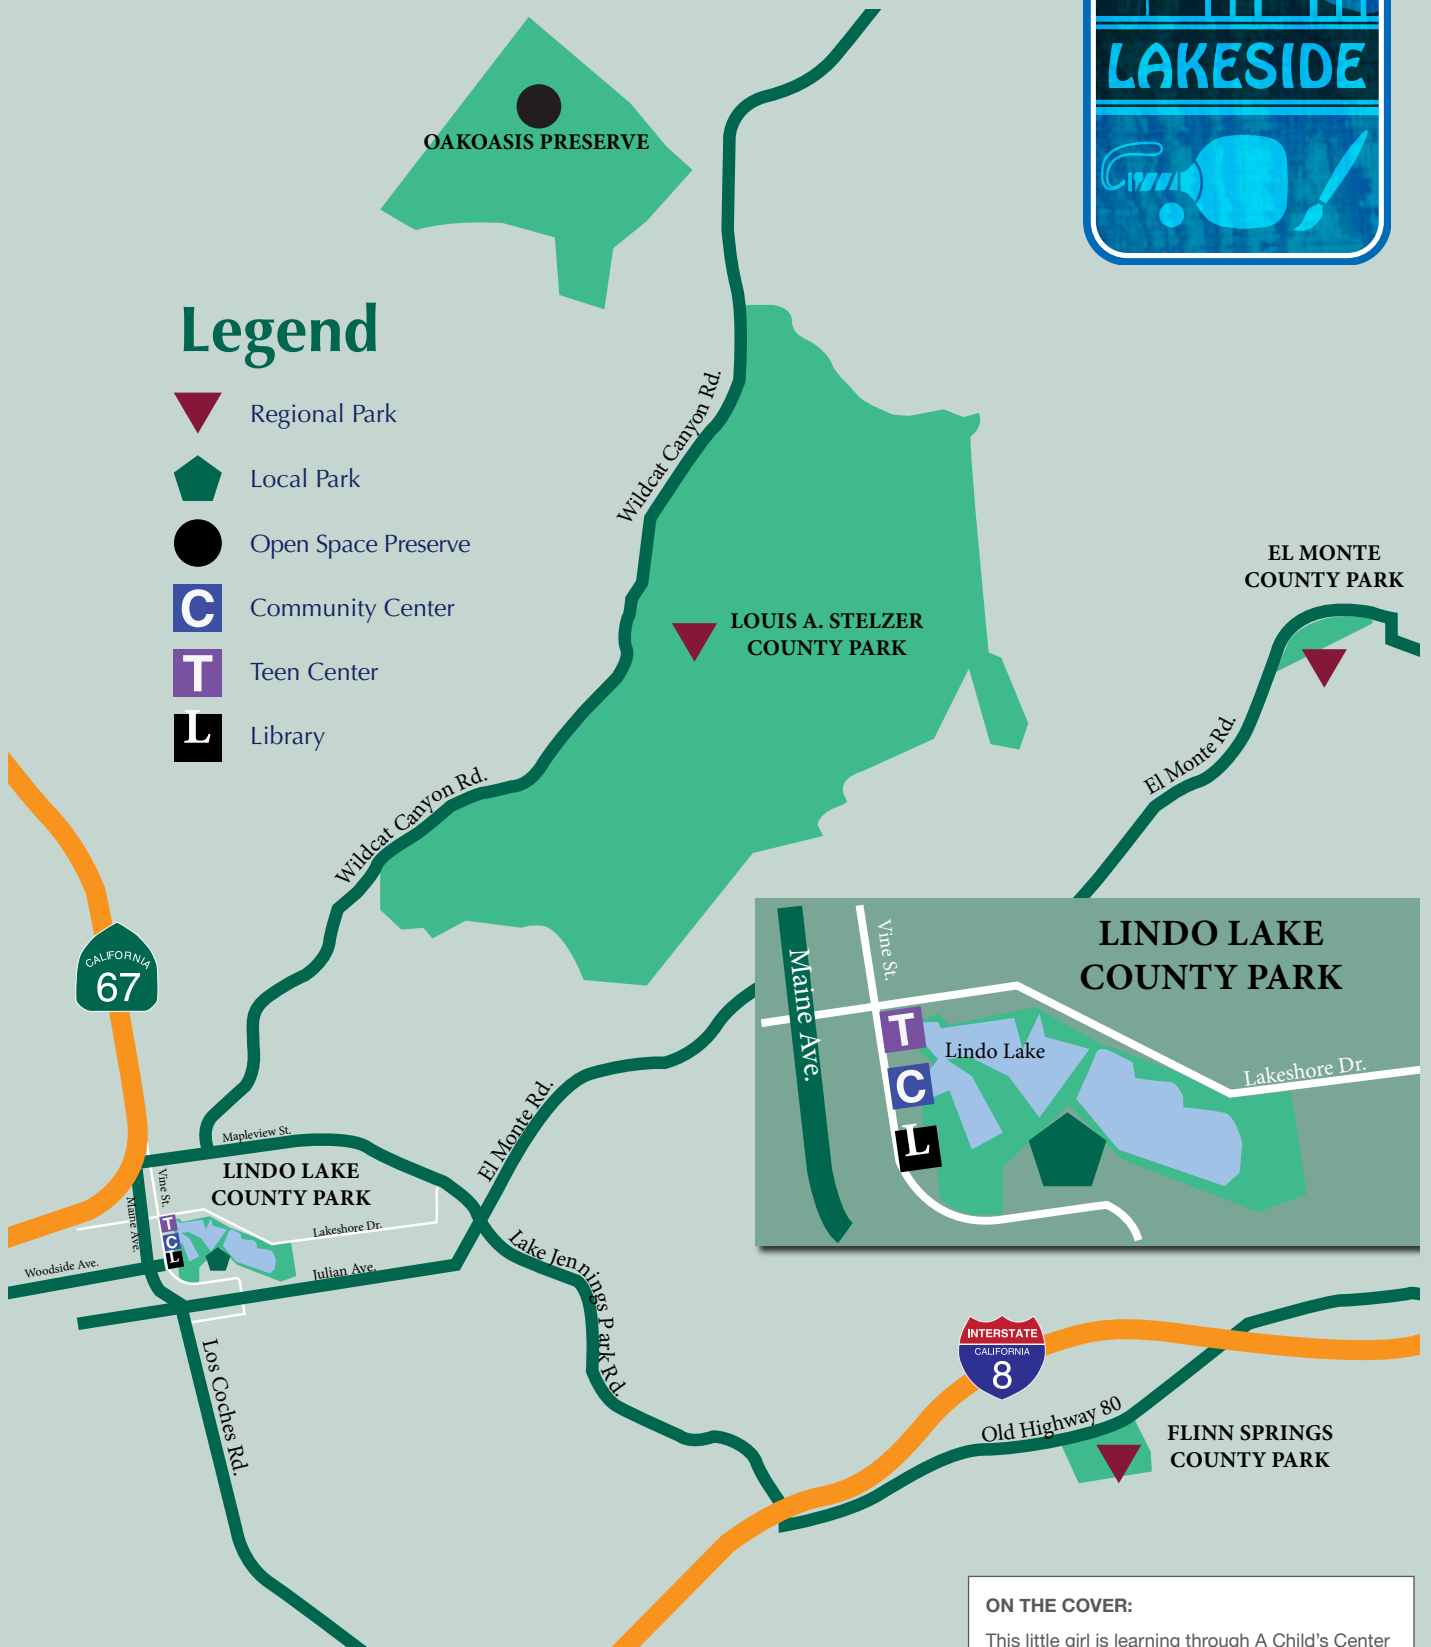 LAKESIDE
OAKOASIS PRESERVE
Legend
Regional Park
Local Park
Open Space Preserve
C
Community Center
T
Teen Center
L
Library
Wildcat Canyon Rd.
LOUIS A. STELZER
COUNTY PARK
EL MONTE
COUNTY PARK
El Monte Rd.
Wildcat Canyon Rd.
CALIFORNIA
67
LINDO LAKE
COUNTY PARK
Maine Ave.
Vine St.
T
C
L
Lindo Lake
Lakeshore Dr.
El Monte Rd.
Mapleview St.
LINDO LAKE
COUNTY PARK
Vine St.
Maine Ave.
T
C
L
Lakeshore Dr.
Woodside Ave.
Julian Ave.
Lake Jennings Park Rd.
Los Coches Rd.
INTERSTATE
CALIFORNIA
8
Old Highway 80
FLINN SPRINGS
COUNTY PARK
ON THE COVER:
This little girl is learning through A Child's Center